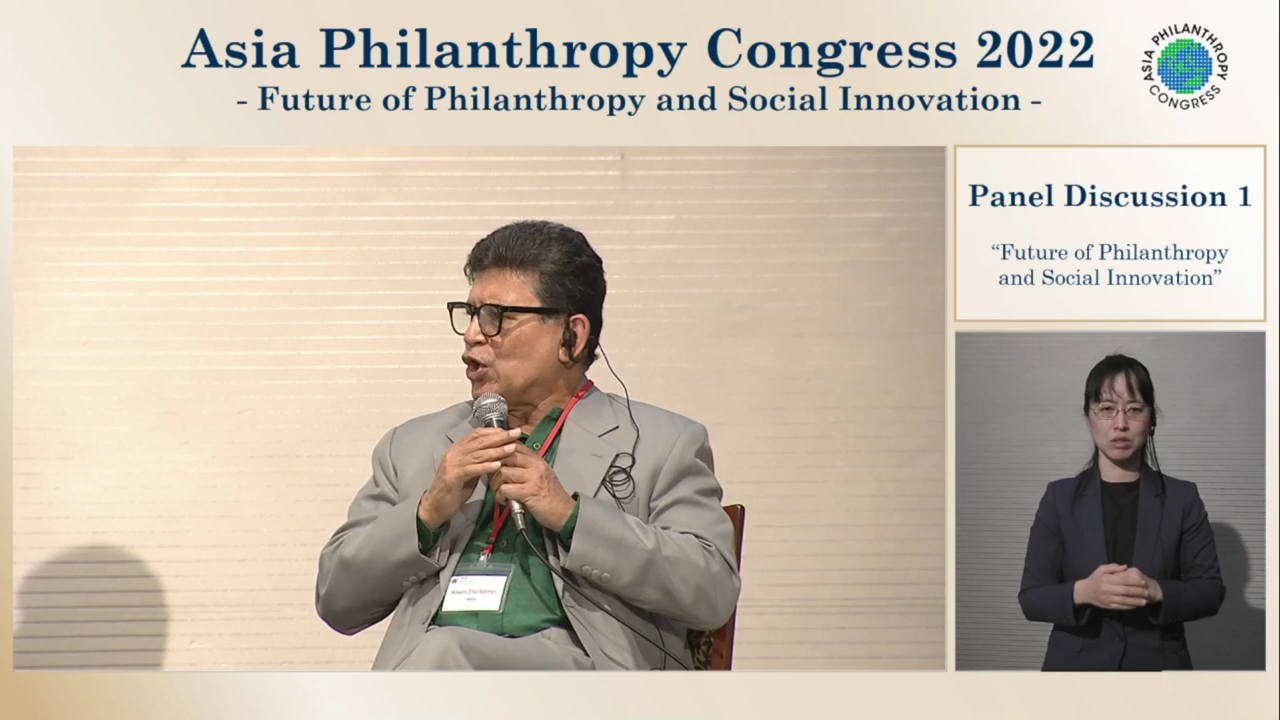 Asia Philanthropy Congress 2022
- Future of Philanthropy and Social Innovation -
ASIA PHILANTHROPY
CONGRESS
Panel Discussion 1
“Future of Philanthropy
and Social Innovation”